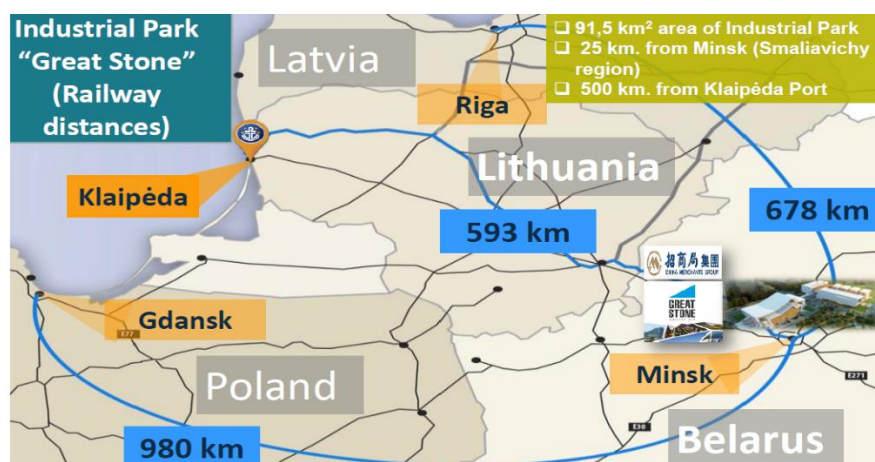 Industrial Park
“Great Stone”
(Railway
distances)
Latvia
❑ 91,5 km² area of Industrial Park
❑ 25 km. from Minsk (Smaliavichy
region)
❑ 500 km. from Klaipėda Port
Riga
Lithuania
Klaipėda
593 km
678 km
招商局集團
CHINA MERCHANTS GROUP
GREAT
STONE
Gdansk
E77
Minsk
E271
Poland
E30
Belarus
980 km